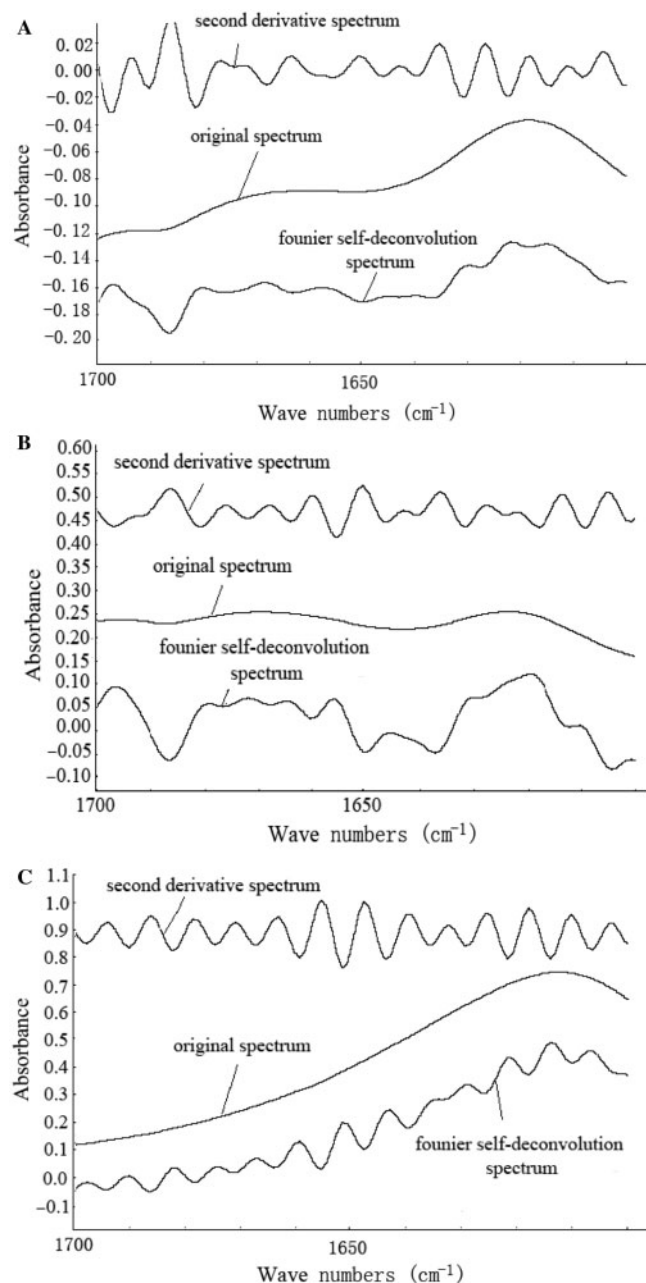 A
second derivative spectrum
0.02
0.00
-0.02
-0.04
-0.06
-0.08
-0.10
-0.12
-0.14
-0.16
-0.18
-0.20
Absorbance
original spectrum
founier self-deconvolution
spectrum
1700
1650
Wave numbers (cm⁻¹)
B
0.60
0.55
0.50
0.45
0.40
0.35
0.30
0.25
0.20
0.15
0.10
0.05
0.00
-0.05
-0.10
Absorbance
second derivative spectrum
original spectrum
founier self-deconvolution
spectrum
1700
1650
Wave numbers (cm⁻¹)
C
1.1
1.0
0.9
0.8
0.7
0.6
0.5
0.4
0.3
0.2
0.1
0.0
-0.1
Absorbance
second derivative spectrum
original spectrum
founier self-deconvolution
spectrum
1700
1650
Wave numbers (cm⁻¹)